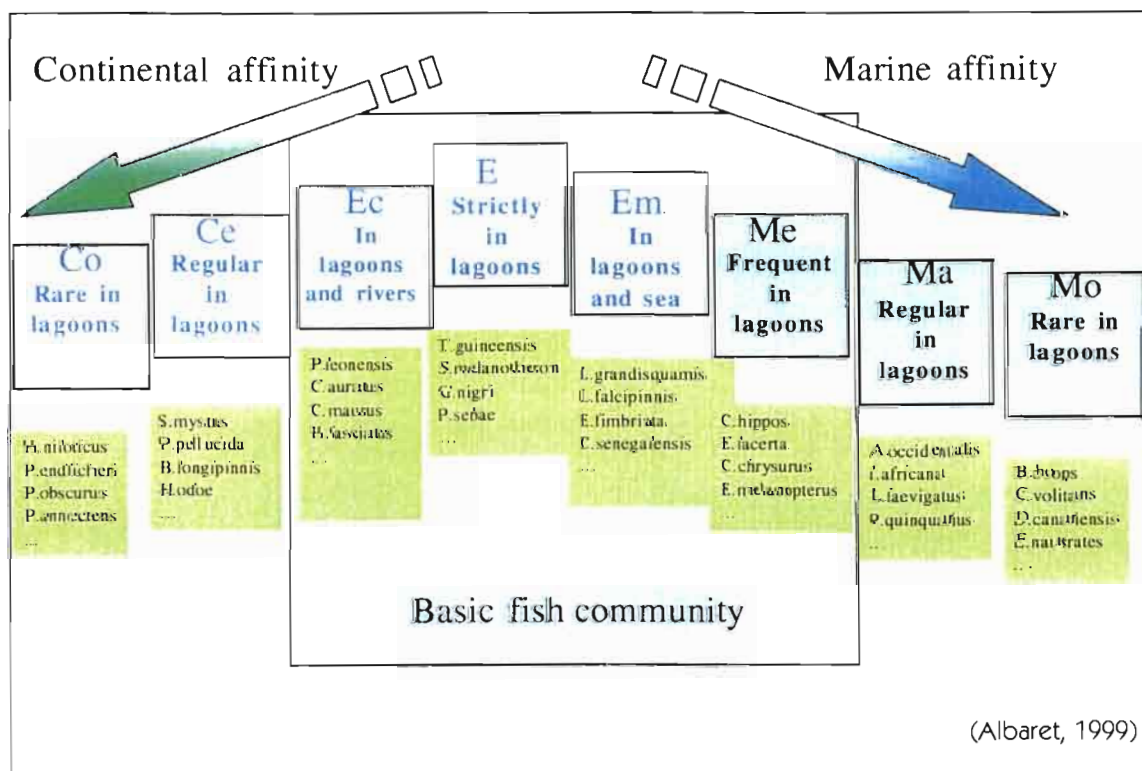 Continental affinity
Marine affinity
Co
Rare in
lagoons
Ce
Regular
in
lagoons
Ec
In
lagoons
and rivers
E
Strictly
in
lagoons
Em
In
lagoons
and sea
Me
Frequent
in
lagoons
Ma
Regular
in
lagoons
Mo
Rare in
lagoons
H.niloticus
P.endlicheri
P.obscurus
P.annectens
...
S.mystus
P.pellucida
B.longipinnis
H.odoe
....
P.leonensis
C.auratus
C.
...
T.guineensis
S.melanotheron
G.nigri
P.sebae
...
L.grandisquamis
L.falcipinnis
E.fimbriata
C.senegalensis
...
C.hippos
E.lacerta
C.chrysurus
E.melanopterus
...
A.occidentalis
I.africana
L.laevigatus
P.quinquarius
...
B.boops
C.volitans
D.canariensis
E.naucrates
...
Basic fish community
(Albaret, 1999)